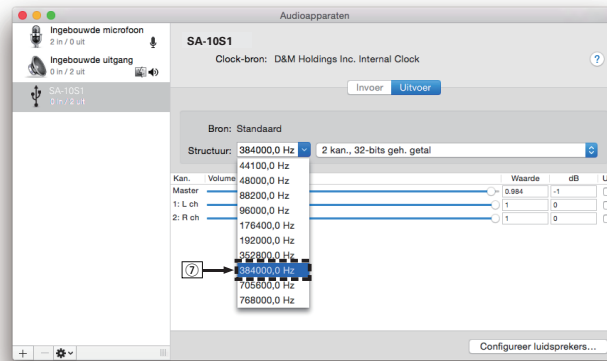 Audioapparaten
Ingebouwde microfoon
2 in / 0 uit
Ingebouwde uitgang
0 in / 2 uit
SA-10S1
0 in / 2 uit
SA-10S1
Clock-bron: D&M Holdings Inc. Internal Clock
?
Invoer Uitvoer
Bron: Standaard
Structuur: 384000,0 Hz 2 kan., 32-bits geh. getal
44100,0 Hz
48000,0 Hz
88200,0 Hz
96000,0 Hz
176400,0 Hz
192000,0 Hz
352800,0 Hz
⑦ 384000,0 Hz
705600,0 Hz
768000,0 Hz
Kan. Volume Waarde dB U
Master 0.984 -1
1: L ch 1 0
2: R ch 1 0
Configureer luidsprekers...